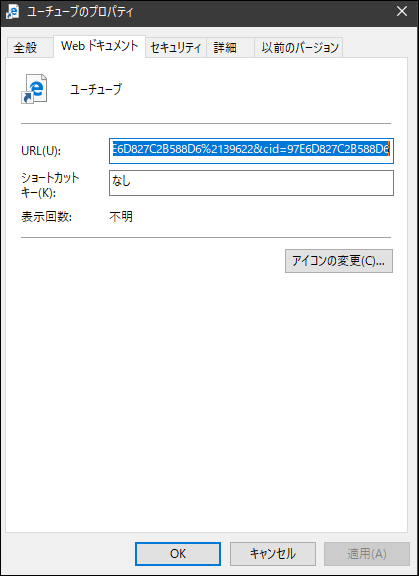 ユーチューブのプロパティ
全般 Web ドキュメント セキュリティ 詳細 以前のバージョン
ユーチューブ
URL(U): E6D827C2B588D6%2139622&cid=97E6D827C2B588D6
ショートカット
キー(K): なし
表示回数: 不明
アイコンの変更(C)...
OK キャンセル 適用(A)